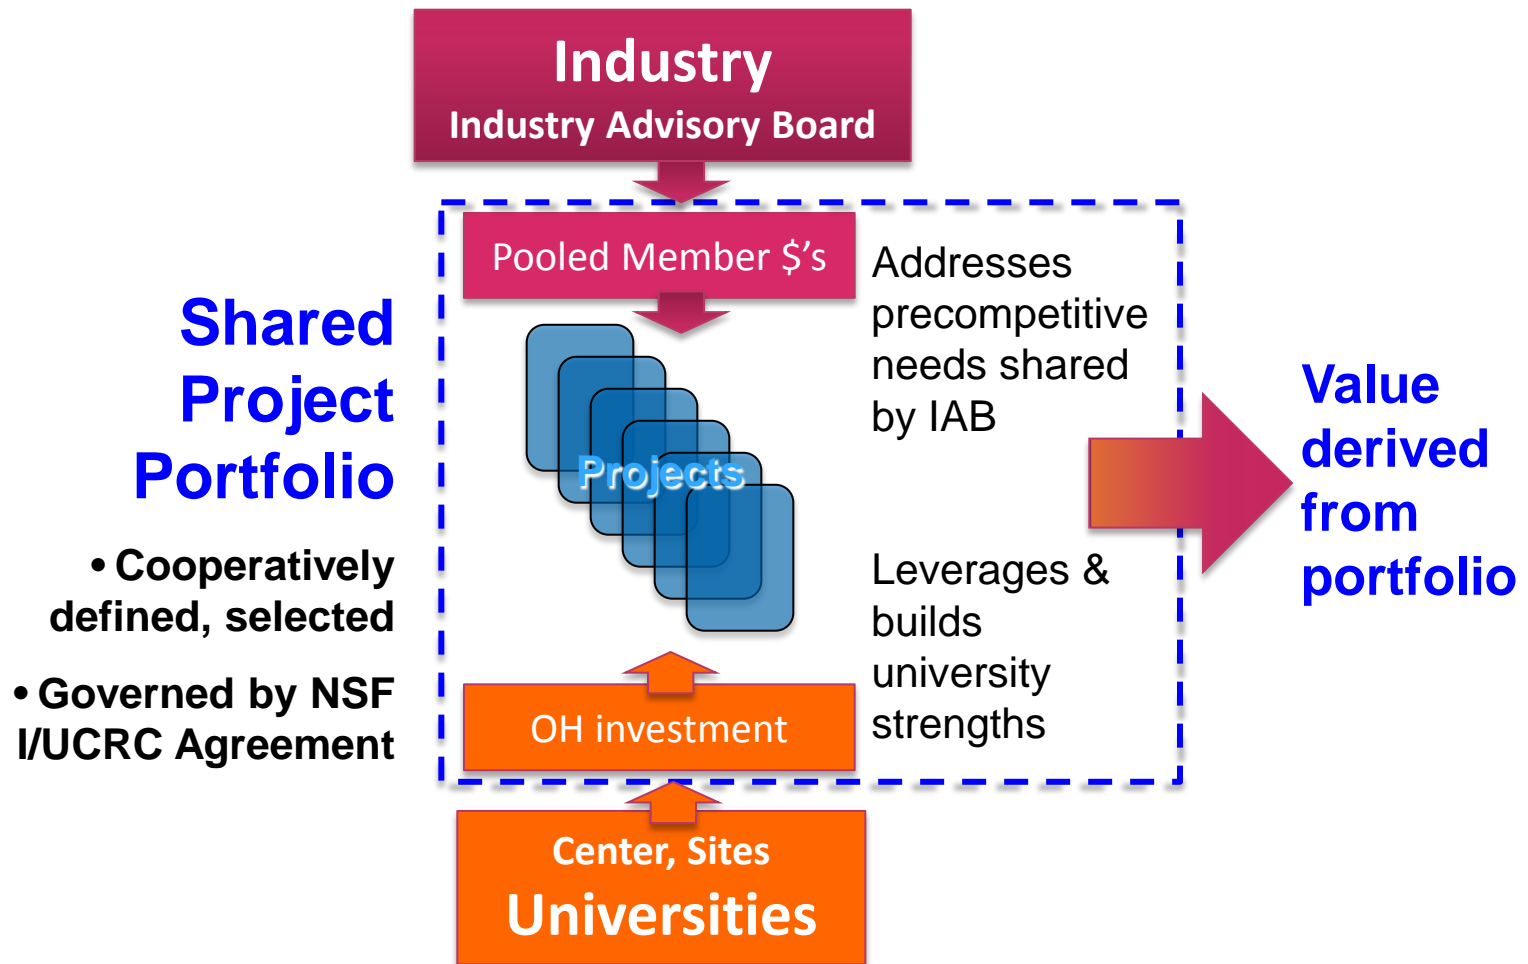 Industry
Industry Advisory Board
Pooled Member $'s
Addresses
precompetitive
needs shared
by IAB
Shared
Project
Portfolio
• Cooperatively
defined, selected
• Governed by NSF
I/UCRC Agreement
Projects
Leverages &
builds
university
strengths
OH investment
Center, Sites
Universities
Value
derived
from
portfolio